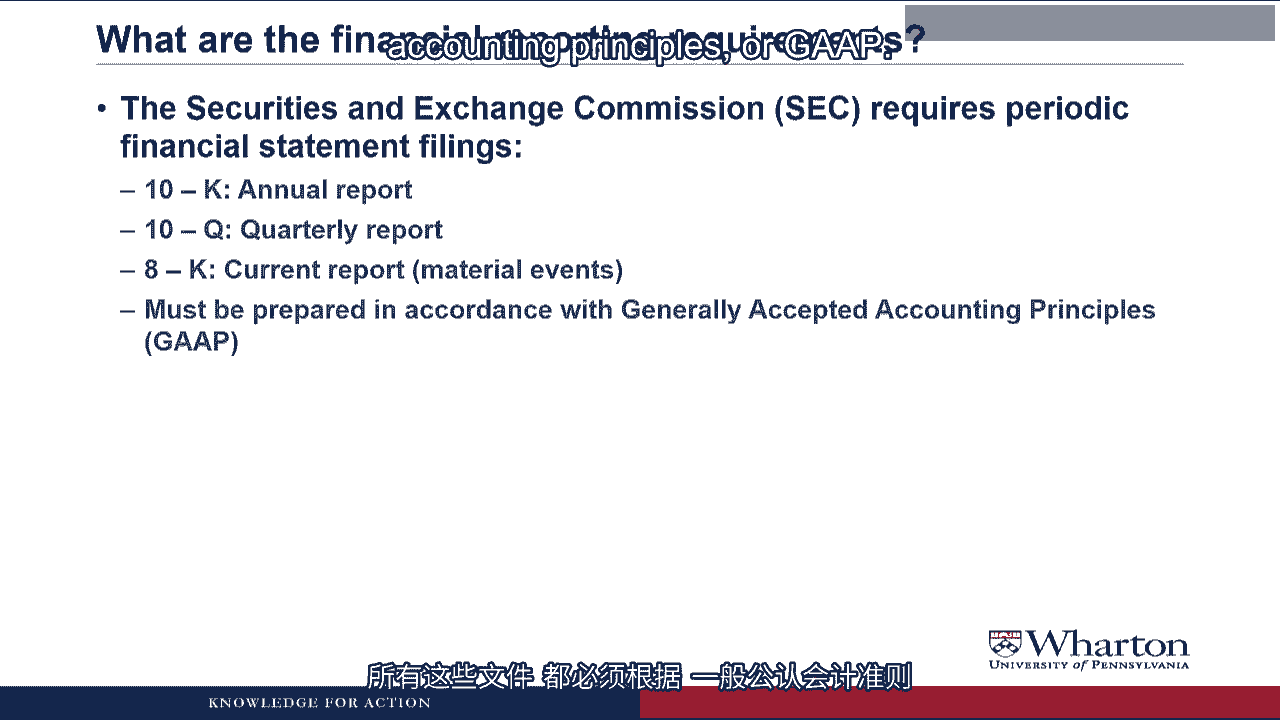 What are the financial reporting requirements?
accounting principles, or GAAP.
• The Securities and Exchange Commission (SEC) requires periodic
financial statement filings:
– 10 – K: Annual report
– 10 – Q: Quarterly report
– 8 – K: Current report (material events)
– Must be prepared in accordance with Generally Accepted Accounting Principles
(GAAP)
Wharton
UNIVERSITY of PENNSYLVANIA
所有这些文件 都必须根据 一般公认会计准则
KNOWLEDGE FOR ACTION